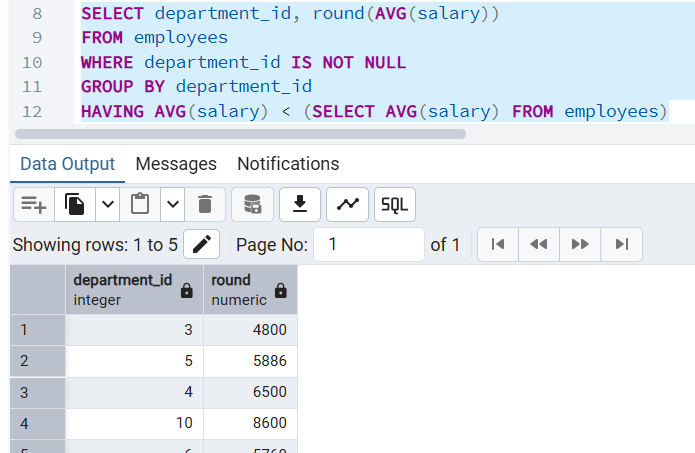 8 SELECT department_id, round(AVG(salary))
9 FROM employees
10 WHERE department_id IS NOT NULL
11 GROUP BY department_id
12 HAVING AVG(salary) < (SELECT AVG(salary) FROM employees)
Data Output Messages Notifications
SQL
Showing rows: 1 to 5 Page No: 1 of 1
department_id round
integer numeric
1 3 4800
2 5 5886
3 4 6500
4 10 8600